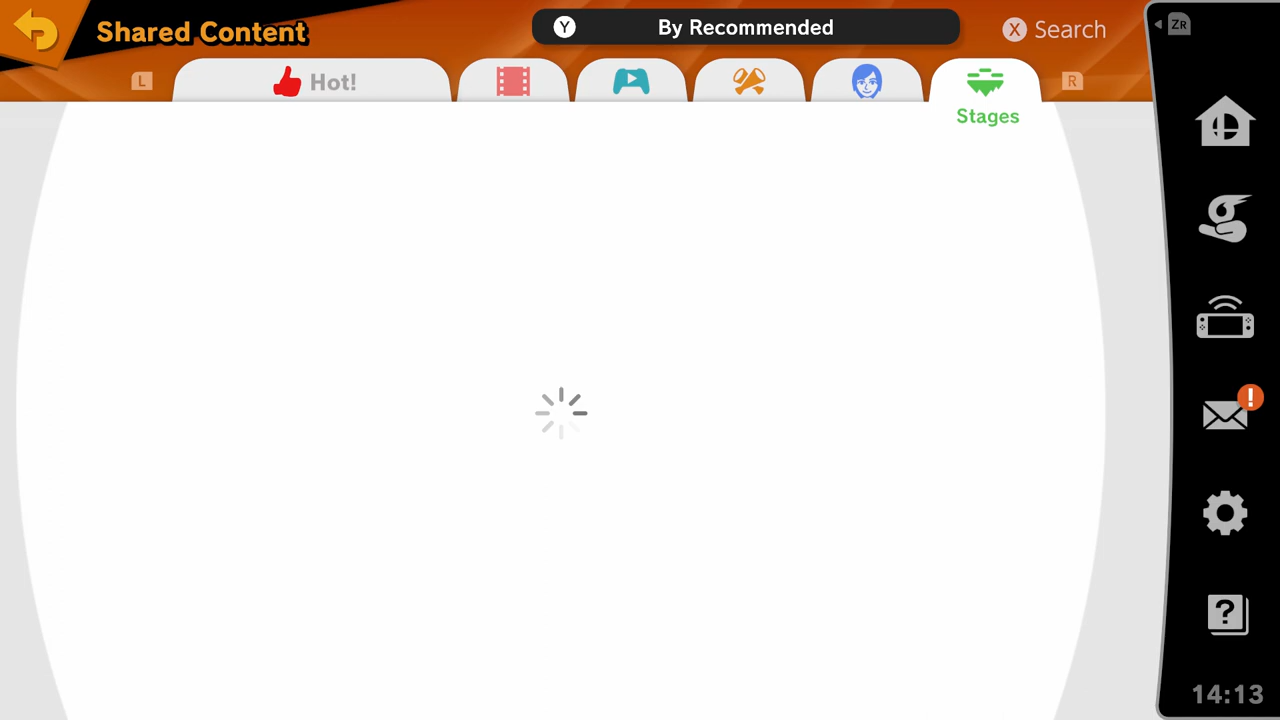 Shared Content
Y By Recommended
X Search
ZR
L
Hot!
R
Stages
!
?
14:13